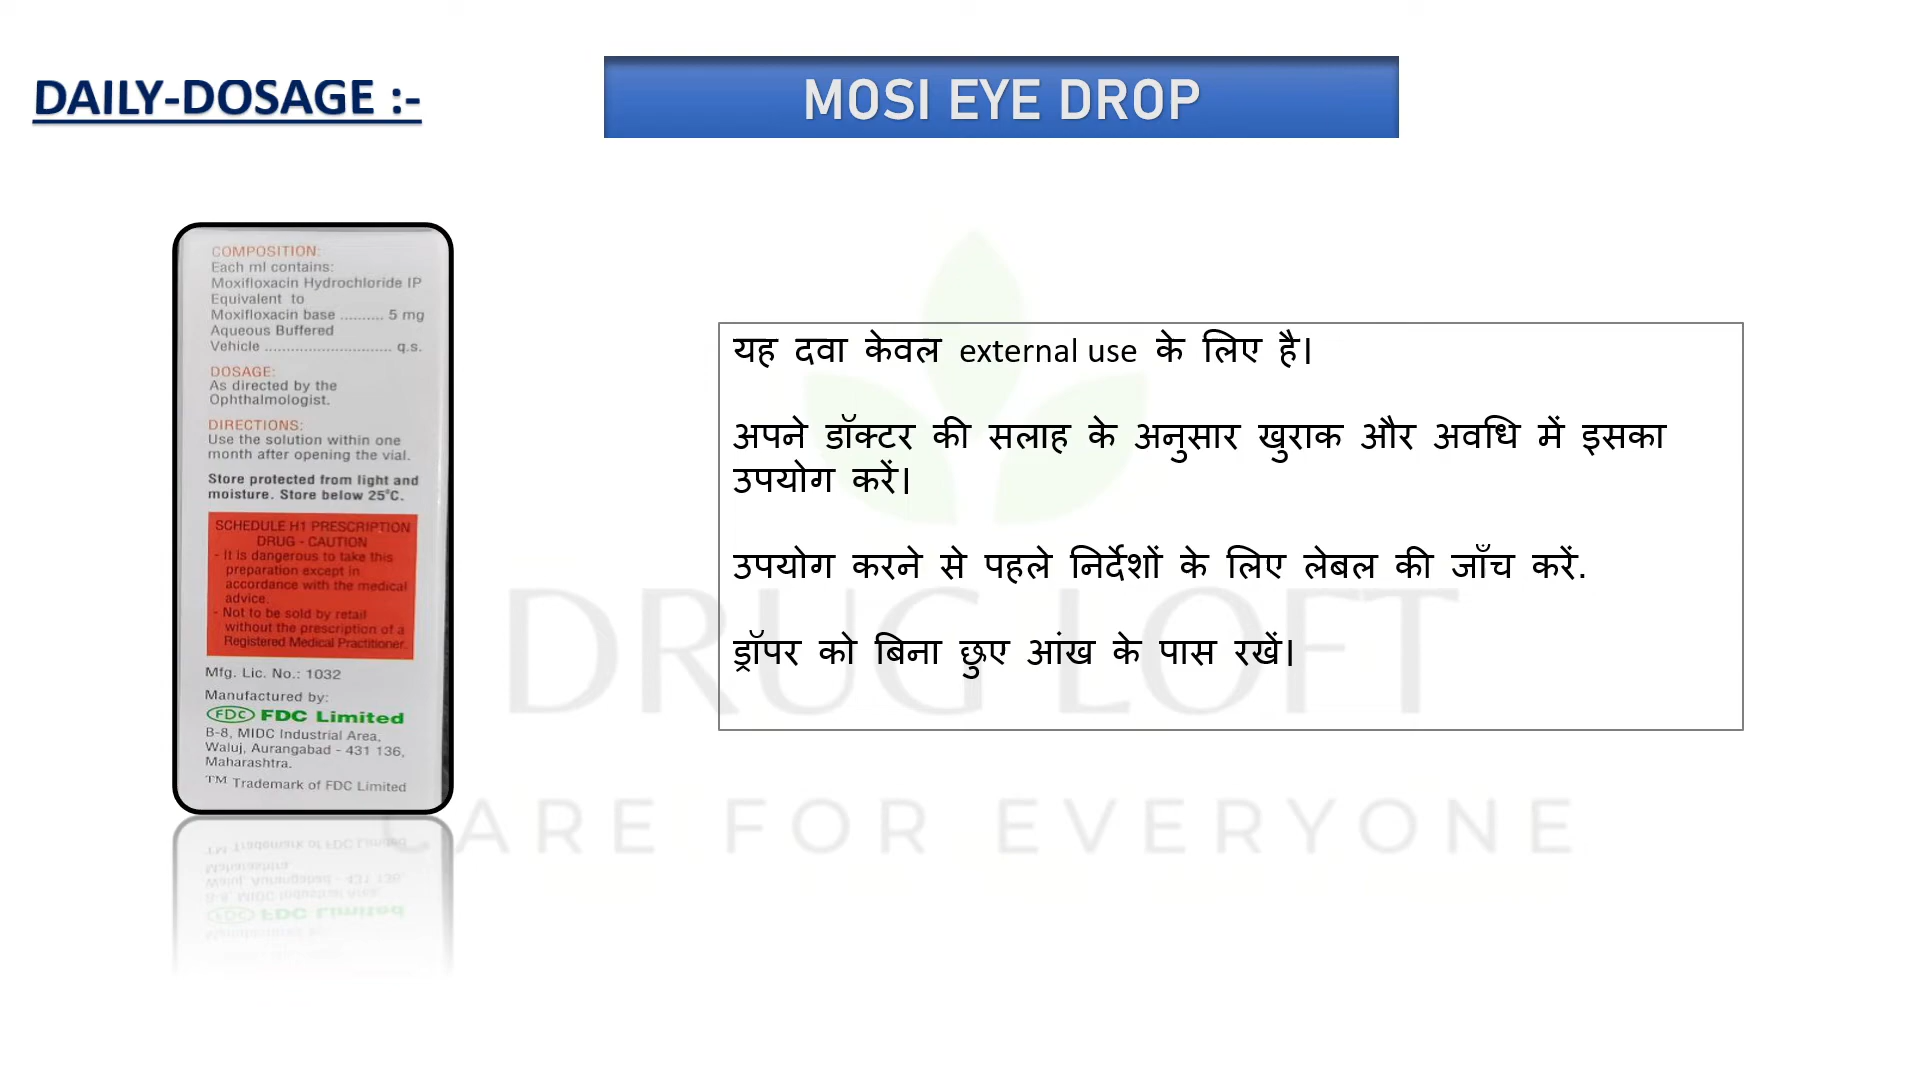 DAILY-DOSAGE :-
MOSI EYE DROP
COMPOSITION:
Each ml contains:
Moxifloxacin Hydrochloride IP
Equivalent to
Moxifloxacin base .......... 5 mg
Aqueous Buffered
Vehicle ............................. q.s.
DOSAGE:
As directed by the
Ophthalmologist.
DIRECTIONS:
Use the solution within one
month after opening the vial.
Store protected from light and
moisture. Store below 25°C.
SCHEDULE H1 PRESCRIPTION
DRUG - CAUTION
- It is dangerous to take this
preparation except in
accordance with the medical
advice.
- Not to be sold by retail
without the prescription of a
Registered Medical Practitioner.
Mfg. Lic. No.: 1032
Manufactured by:
FDC FDC Limited
B-8, MIDC Industrial Area,
Waluj, Aurangabad - 431 136,
Maharashtra.
TM Trademark of FDC Limited
यह दवा केवल external use के लिए है।
अपने डॉक्टर की सलाह के अनुसार खुराक और अवधि में इसका
उपयोग करें।
उपयोग करने से पहले निर्देशों के लिए लेबल की जाँच करें.
ड्रॉपर को बिना छुए आंख के पास रखें।
DRUG LOFT
CARE FOR EVERYONE